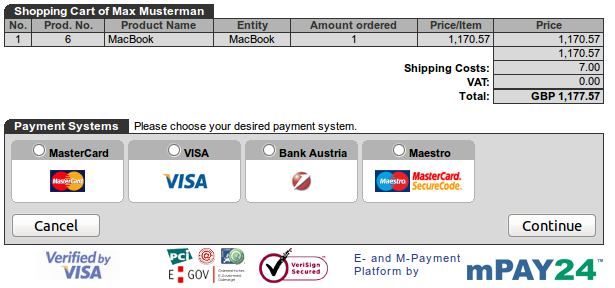 Shopping Cart of Max Musterman
No. Prod. No. Product Name Entity Amount ordered Price/Item Price
1 6 MacBook MacBook 1 1,170.57 1,170.57
1,170.57
Shipping Costs: 7.00
VAT: 0.00
Total: GBP 1,177.57
Payment Systems Please choose your desired payment system.
MasterCard VISA Bank Austria Maestro
MasterCard VISA Maestro MasterCard.
SecureCode.
Cancel Continue
Verified by
VISA
PCI
E GOV
VeriSign
Secured
E- and M-Payment
Platform by
mPAY24™